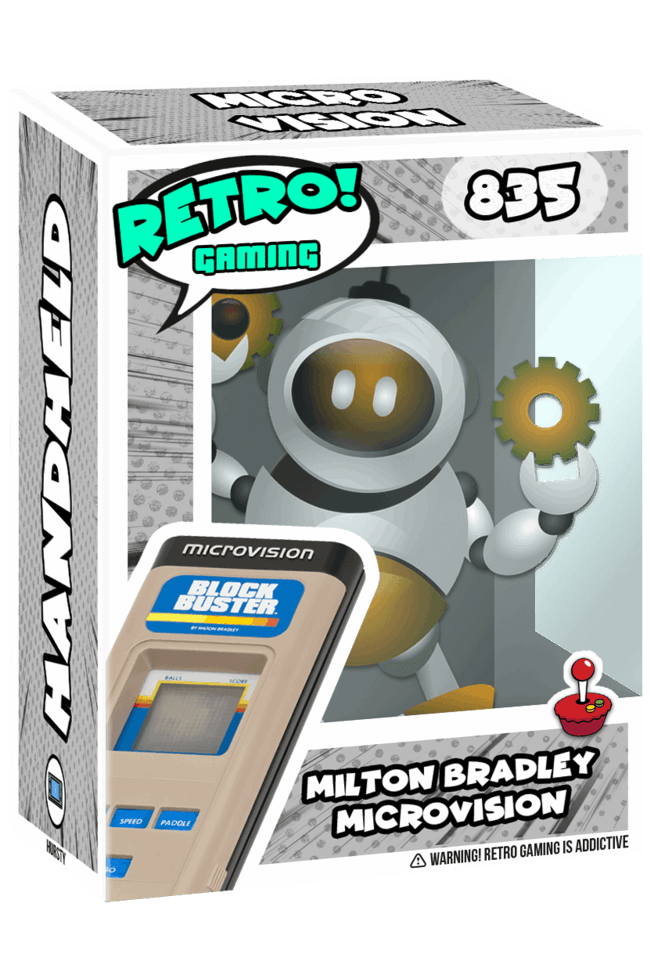 MICRO
VISION
RETRO!
GAMING
835
HANDHELD
MICROVISION
BLOCK
BUSTER
BY MILTON BRADLEY
BALLS SCORE
SPEED PADDLE
GO
MILTON BRADLEY
MICROVISION
WARNING! RETRO GAMING IS ADDICTIVE
HURSTY